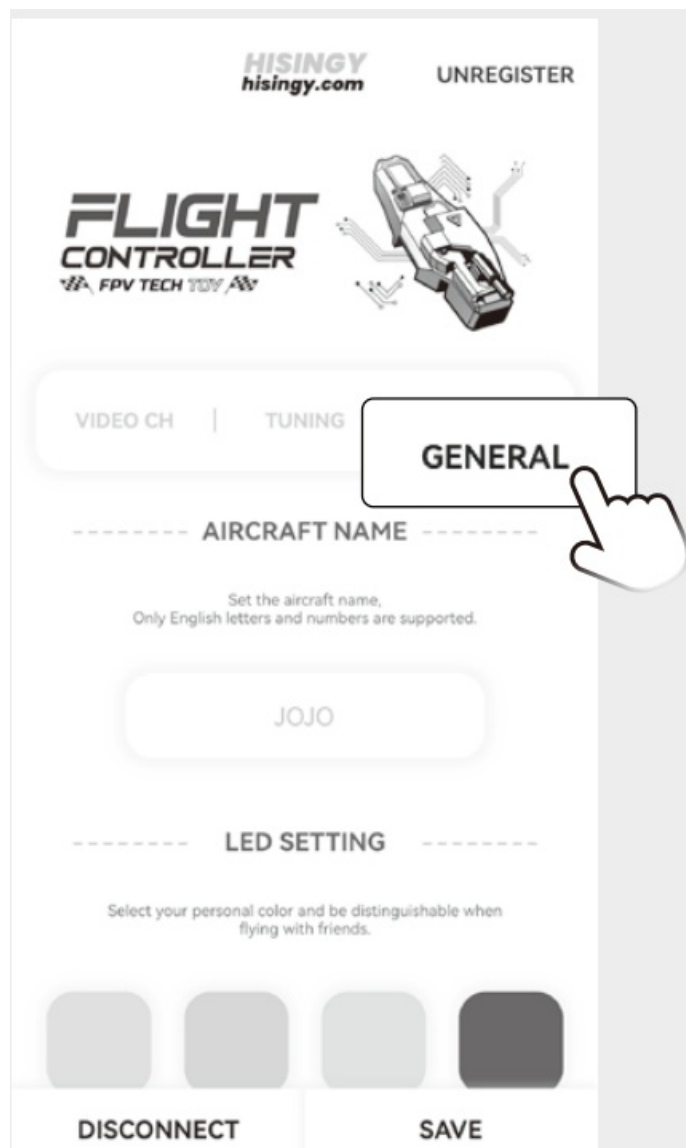 HISINGY
hisingy.com
UNREGISTER
FLIGHT
CONTROLLER
FPV TECH TOY
VIDEO CH | TUNING
GENERAL
AIRCRAFT NAME
Set the aircraft name,
Only English letters and numbers are supported.
JOJO
LED SETTING
Select your personal color and be distinguishable when
flying with friends.
DISCONNECT
SAVE